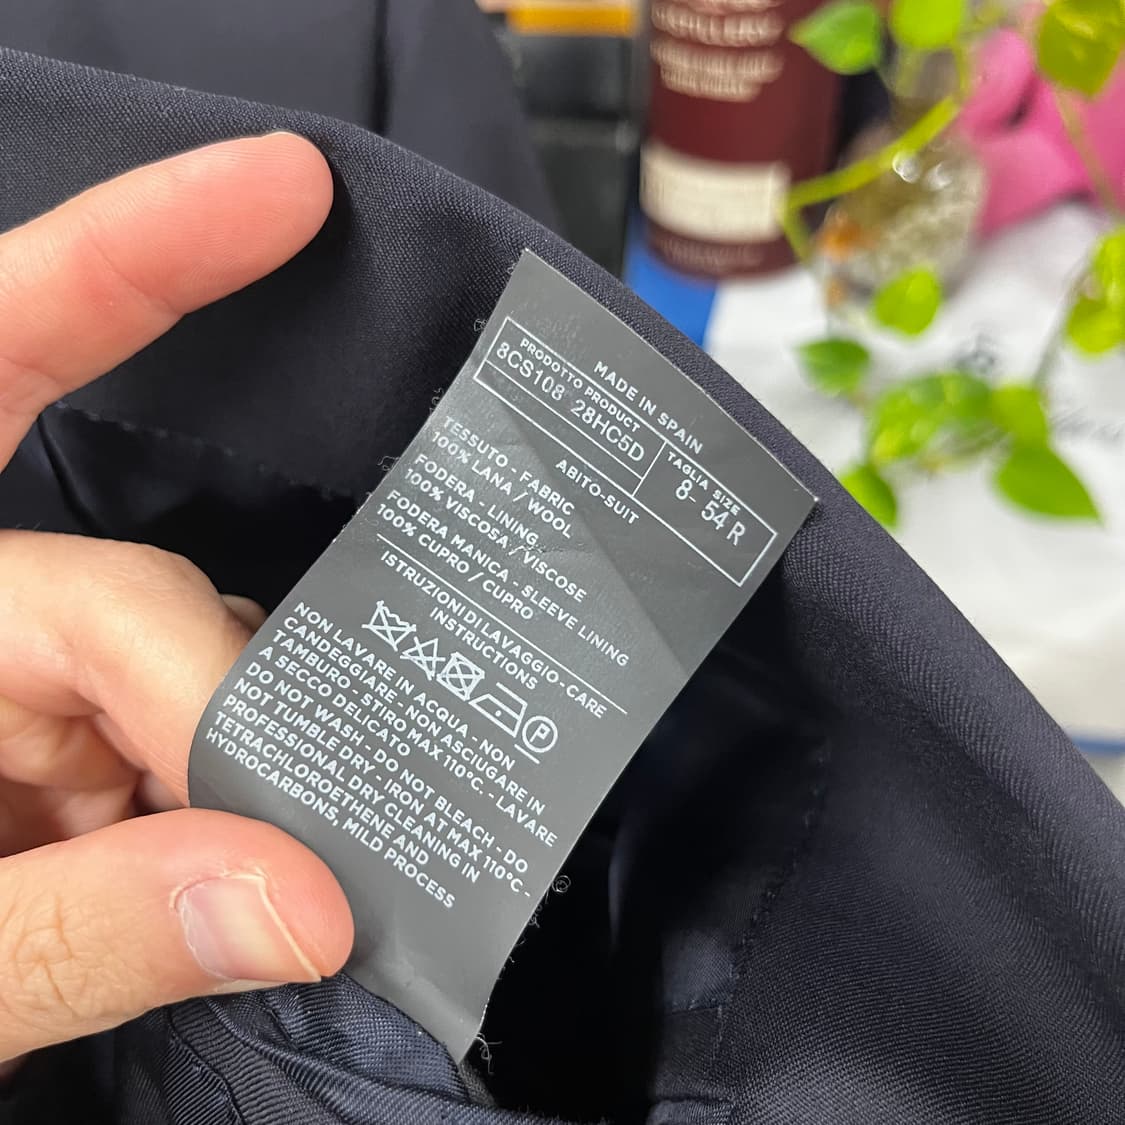 MADE IN SPAIN
PRODOTTO PRODUCT
8CS108 28HC5D
TAGLIA SIZE
8- 54 R
ABITO-SUIT
TESSUTO - FABRIC
100% LANA / WOOL
FODERA - LINING
100% VISCOSA / VISCOSE
FODERA MANICA - SLEEVE LINING
100% CUPRO / CUPRO
ISTRUZIONI DI LAVAGGIO - CARE
INSTRUCTIONS
P
NON LAVARE IN ACQUA - NON
CANDEGGIARE - NON ASCIUGARE IN
TAMBURO - STIRO MAX 110°C. - LAVARE
A SECCO DELICATO
DO NOT WASH - DO NOT BLEACH - DO
NOT TUMBLE DRY - IRON AT MAX 110°C -
PROFESSIONAL DRY CLEANING IN
TETRACHLOROETHENE AND
HYDROCARBONS, MILD PROCESS